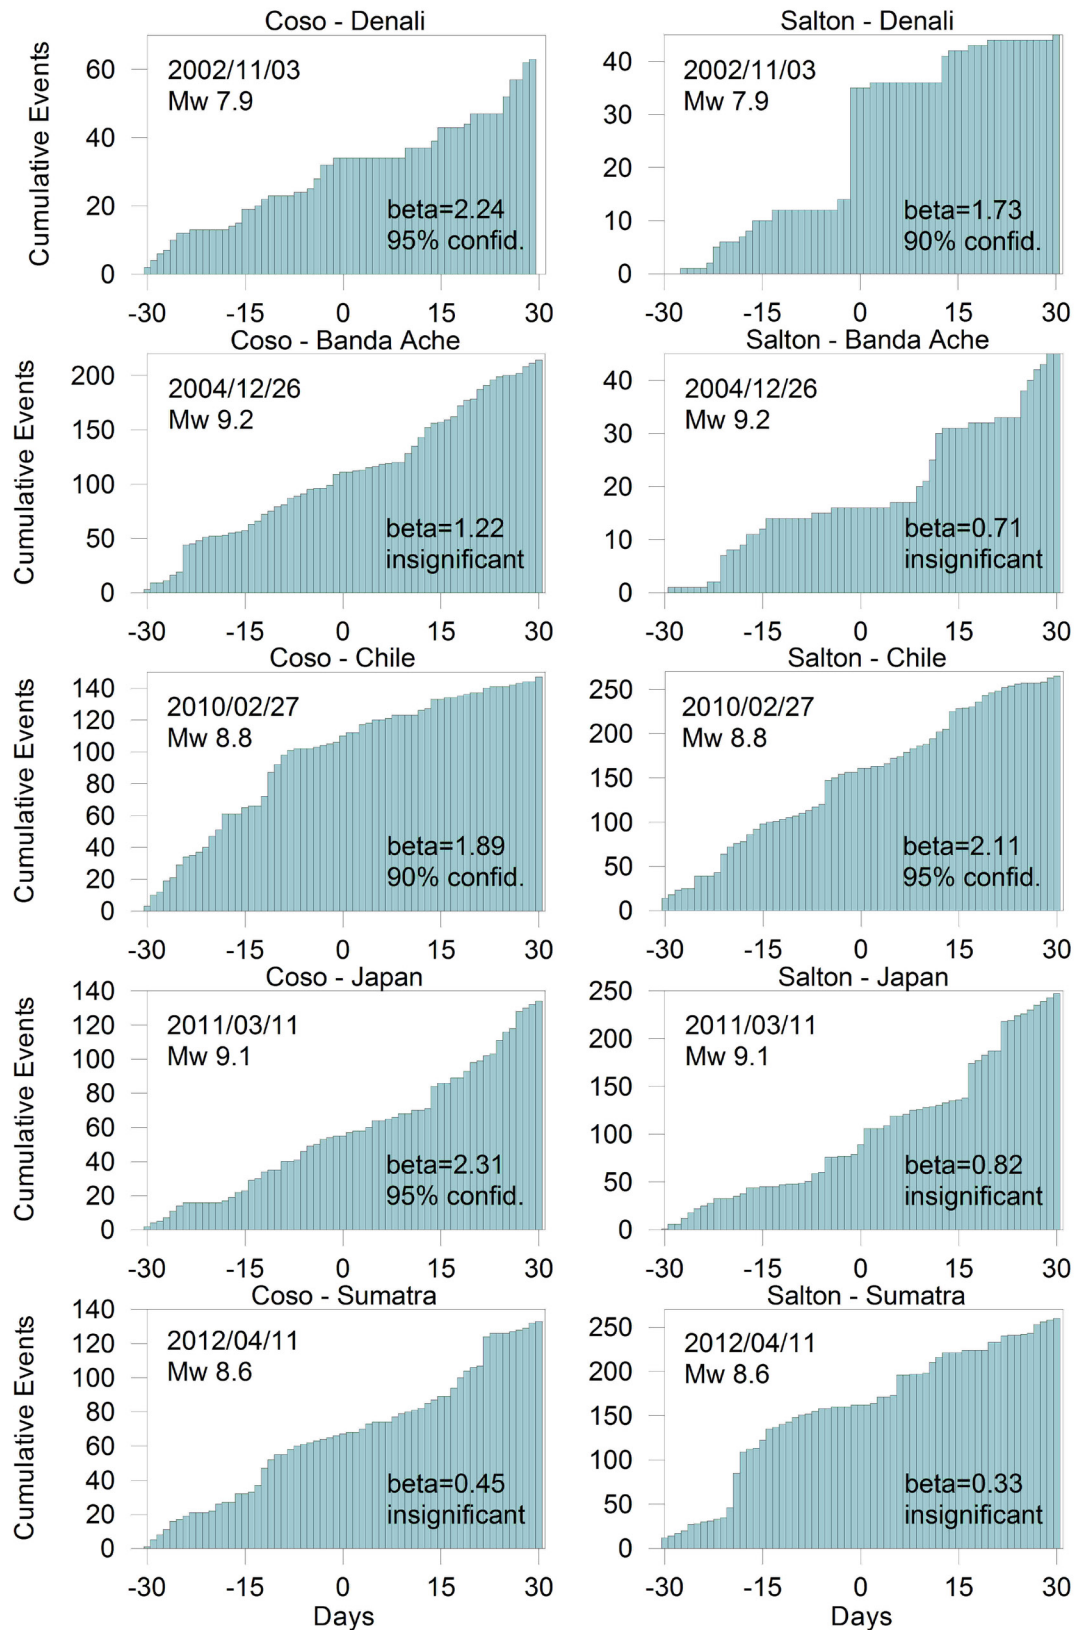 Coso - Denali
Cumulative Events
60
40
20
0
2002/11/03
Mw 7.9
beta=2.24
95% confid.
-30 -15 0 15 30
Salton - Denali
40
30
20
10
0
2002/11/03
Mw 7.9
beta=1.73
90% confid.
-30 -15 0 15 30
Coso - Banda Ache
Cumulative Events
200
150
100
50
0
2004/12/26
Mw 9.2
beta=1.22
insignificant
-30 -15 0 15 30
Salton - Banda Ache
40
30
20
10
0
2004/12/26
Mw 9.2
beta=0.71
insignificant
-30 -15 0 15 30
Coso - Chile
Cumulative Events
140
120
100
80
60
40
20
0
2010/02/27
Mw 8.8
beta=1.89
90% confid.
-30 -15 0 15 30
Salton - Chile
250
200
150
100
50
0
2010/02/27
Mw 8.8
beta=2.11
95% confid.
-30 -15 0 15 30
Coso - Japan
Cumulative Events
140
120
100
80
60
40
20
0
2011/03/11
Mw 9.1
beta=2.31
95% confid.
-30 -15 0 15 30
Salton - Japan
250
200
150
100
50
0
2011/03/11
Mw 9.1
beta=0.82
insignificant
-30 -15 0 15 30
Coso - Sumatra
Cumulative Events
140
120
100
80
60
40
20
0
2012/04/11
Mw 8.6
beta=0.45
insignificant
-30 -15 0 15 30
Days
Salton - Sumatra
250
200
150
100
50
0
2012/04/11
Mw 8.6
beta=0.33
insignificant
-30 -15 0 15 30
Days